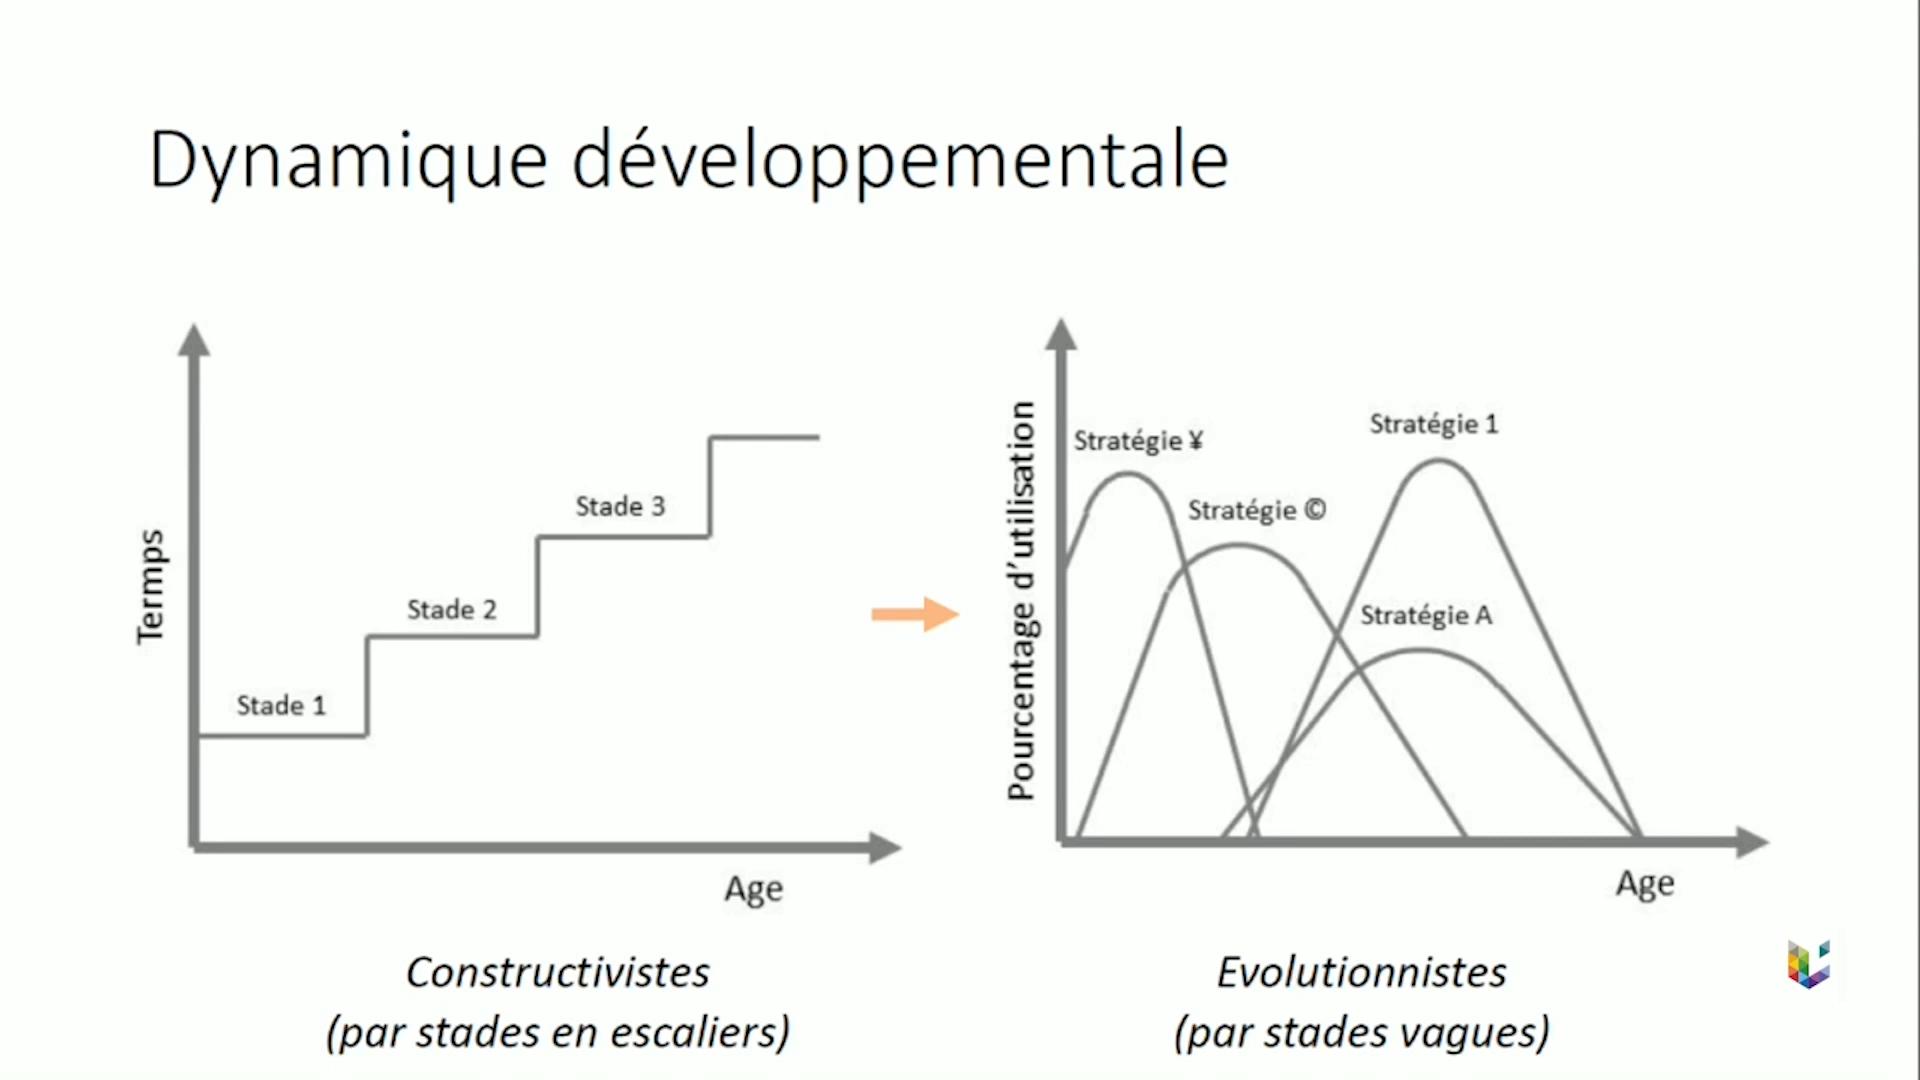 Dynamique développementale
Termps
Stade 1
Stade 2
Stade 3
Age
Constructivistes
(par stades en escaliers)
Pourcentage d'utilisation
Stratégie ¥
Stratégie ©
Stratégie 1
Stratégie A
Age
Evolutionnistes
(par stades vagues)